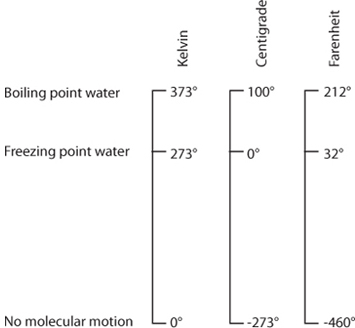 Kelvin Centigrade Farenheit
Boiling point water 373° 100° 212°
Freezing point water 273° 0° 32°
No molecular motion 0° -273° -460°